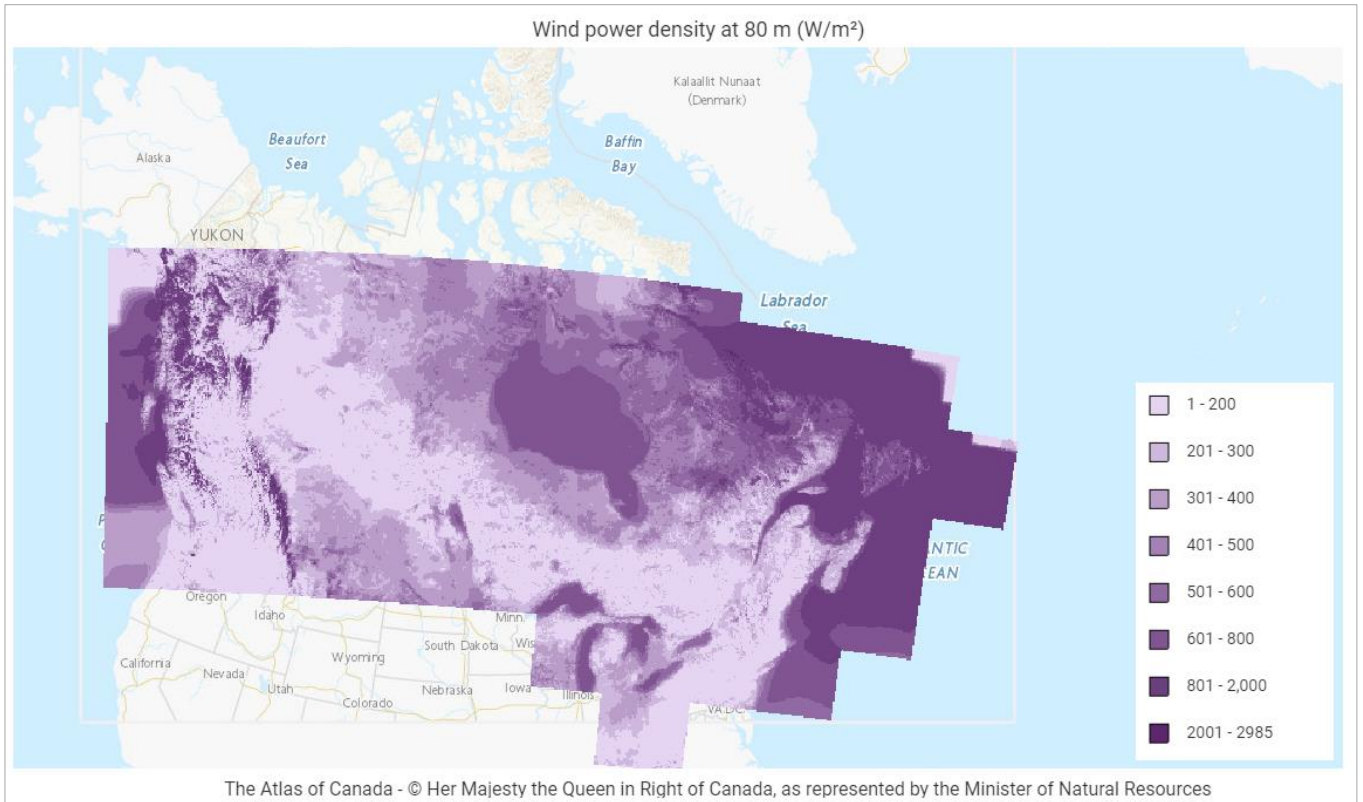 Wind power density at 80 m (W/m²)
Kalaallit Nunaat
(Denmark)
Beaufort
Sea
Baffin
Bay
Alaska
YUKON
Labrador
Sea
1 - 200
201 - 300
301 - 400
401 - 500
501 - 600
601 - 800
801 - 2,000
2001 - 2985
P
NTIC
EAN
Oregon
Idaho
Minn.
South Dakota
Wis
Wyoming
California
Nevada
Utah
Nebraska
Iowa
Illinois
Colorado
VA.
The Atlas of Canada - © Her Majesty the Queen in Right of Canada, as represented by the Minister of Natural Resources